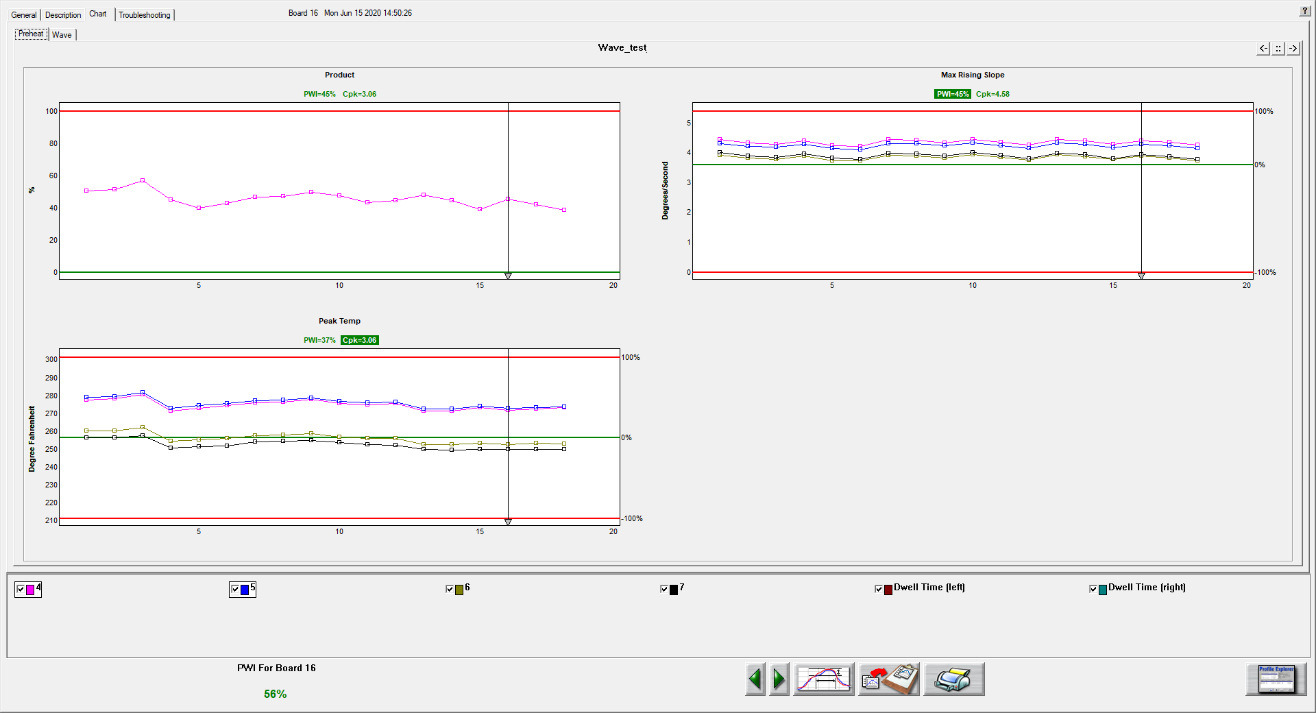 General Description Chart Troubleshooting Board 16 Mon Jun 15 2020 14:50:26 ?
Preheat Wave
Wave_test <- :: ->
Product
PWI=45% Cpk=3.06
100
80
60
%
40
20
0
5 10 15 20
Max Rising Slope
PWI=45% Cpk=4.58
100%
5
4
0%
3
Degrees/Second
2
1
0
-100%
5 10 15 20
Peak Temp
PWI=37% Cpk=3.06
300 100%
290
280
270
260
0%
250
Degree Fahrenheit
240
230
220
210 -100%
5 10 15 20
4 5 6 7 Dwell Time (left) Dwell Time (right)
PWI For Board 16
56%
Profile Explorer